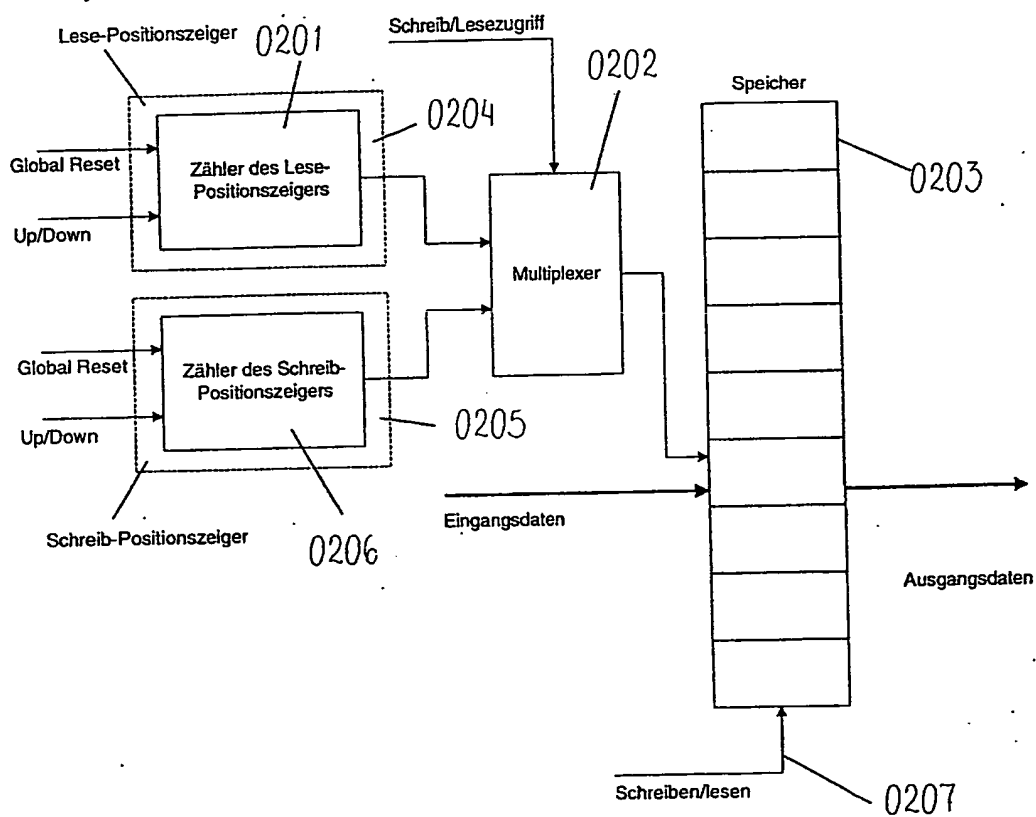 Lese-Positionszeiger
0201
Schreib/Lesezugriff
0202
Speicher
0204
Global Reset
Zähler des Lese-
Positionszeigers
0203
Up/Down
Multiplexer
Global Reset
Zähler des Schreib-
Positionszeigers
Up/Down
0205
Eingangsdaten
Schreib-Positionszeiger
0206
Ausgangsdaten
Schreiben/lesen
0207